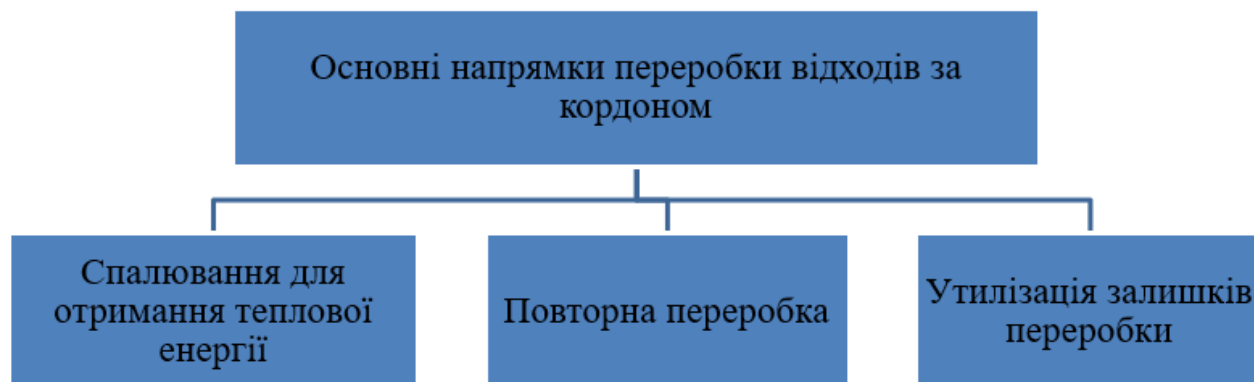 Основні напрямки переробки відходів за
кордоном
Спалювання для
отримання теплової
енергії
Повторна переробка
Утилізація залишків
переробки